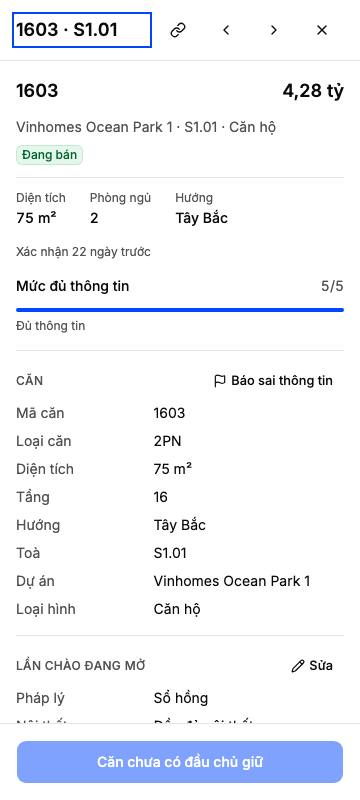 1603 · S1.01
1603
4,28 tỷ
Vinhomes Ocean Park 1 · S1.01 · Căn hộ
Đang bán
Diện tích
Phòng ngủ
Hướng
75 m²
2
Tây Bắc
Xác nhận 22 ngày trước
Mức đủ thông tin
5/5
Đủ thông tin
CĂN
Báo sai thông tin
Mã căn
1603
Loại căn
2PN
Diện tích
75 m²
Tầng
16
Hướng
Tây Bắc
Toà
S1.01
Dự án
Vinhomes Ocean Park 1
Loại hình
Căn hộ
LẦN CHÀO ĐANG MỞ
Sửa
Pháp lý
Sổ hồng
Căn chưa có đầu chủ giữ